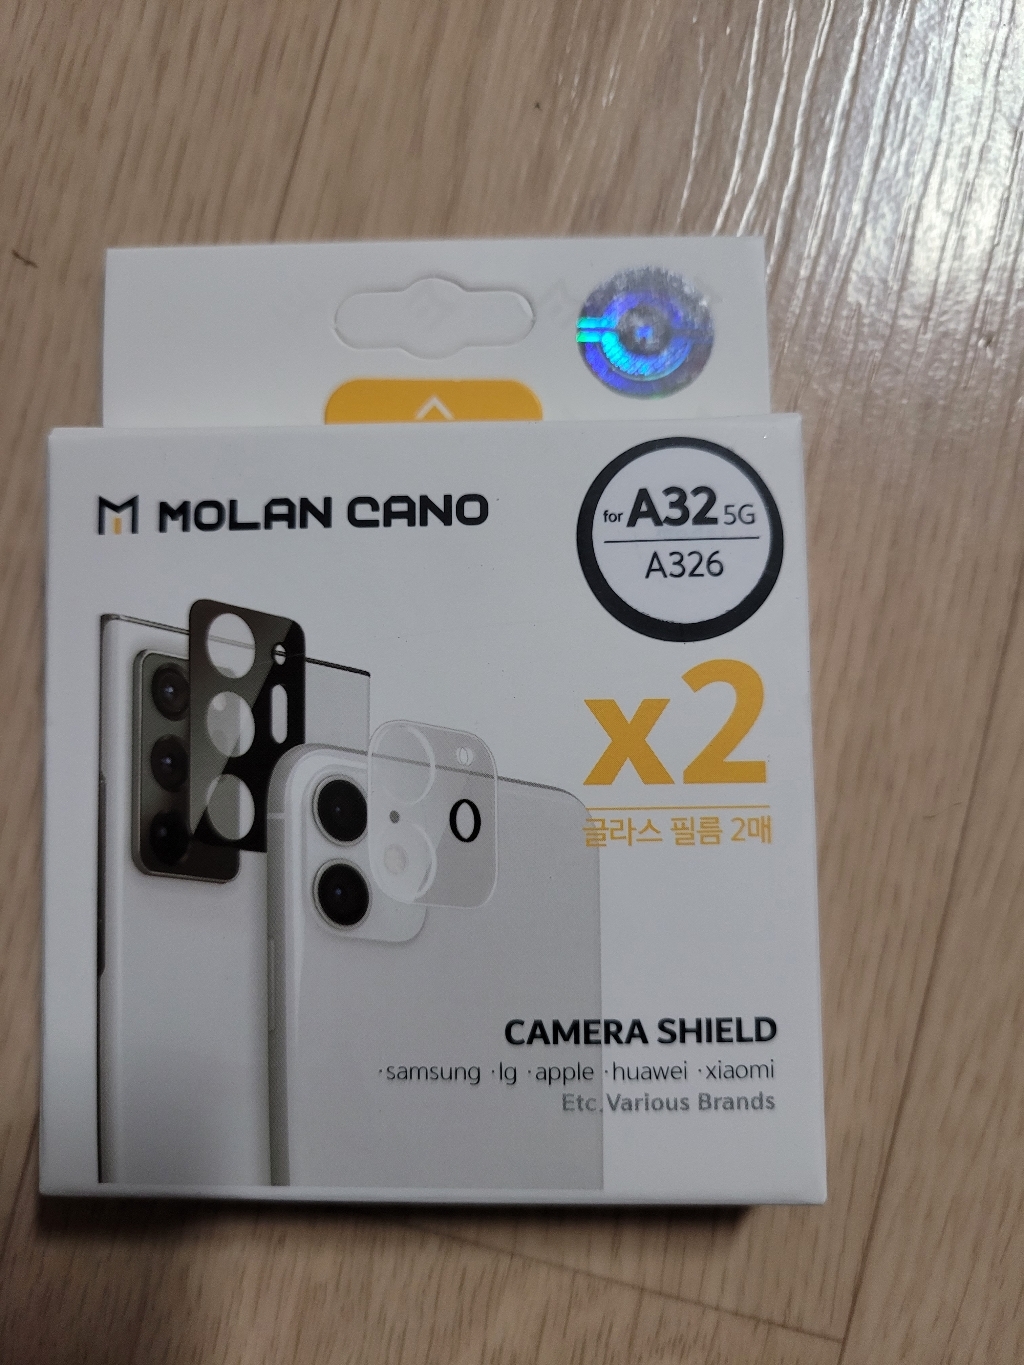 MOLAN CANO
for A32 5G
A326
x2
글라스 필름 2매
CAMERA SHIELD
·samsung ·lg ·apple ·huawei ·xiaomi
Etc,Various Brands